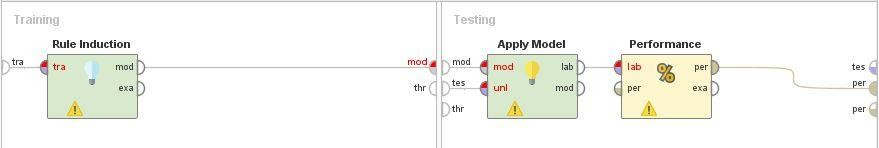 Training
Rule Induction
tra
tra
mod
exa
mod
thr
Testing
Apply Model
Performance
mod
tes
thr
mod
unl
lab
mod
lab
per
%
per
exa
tes
per
per